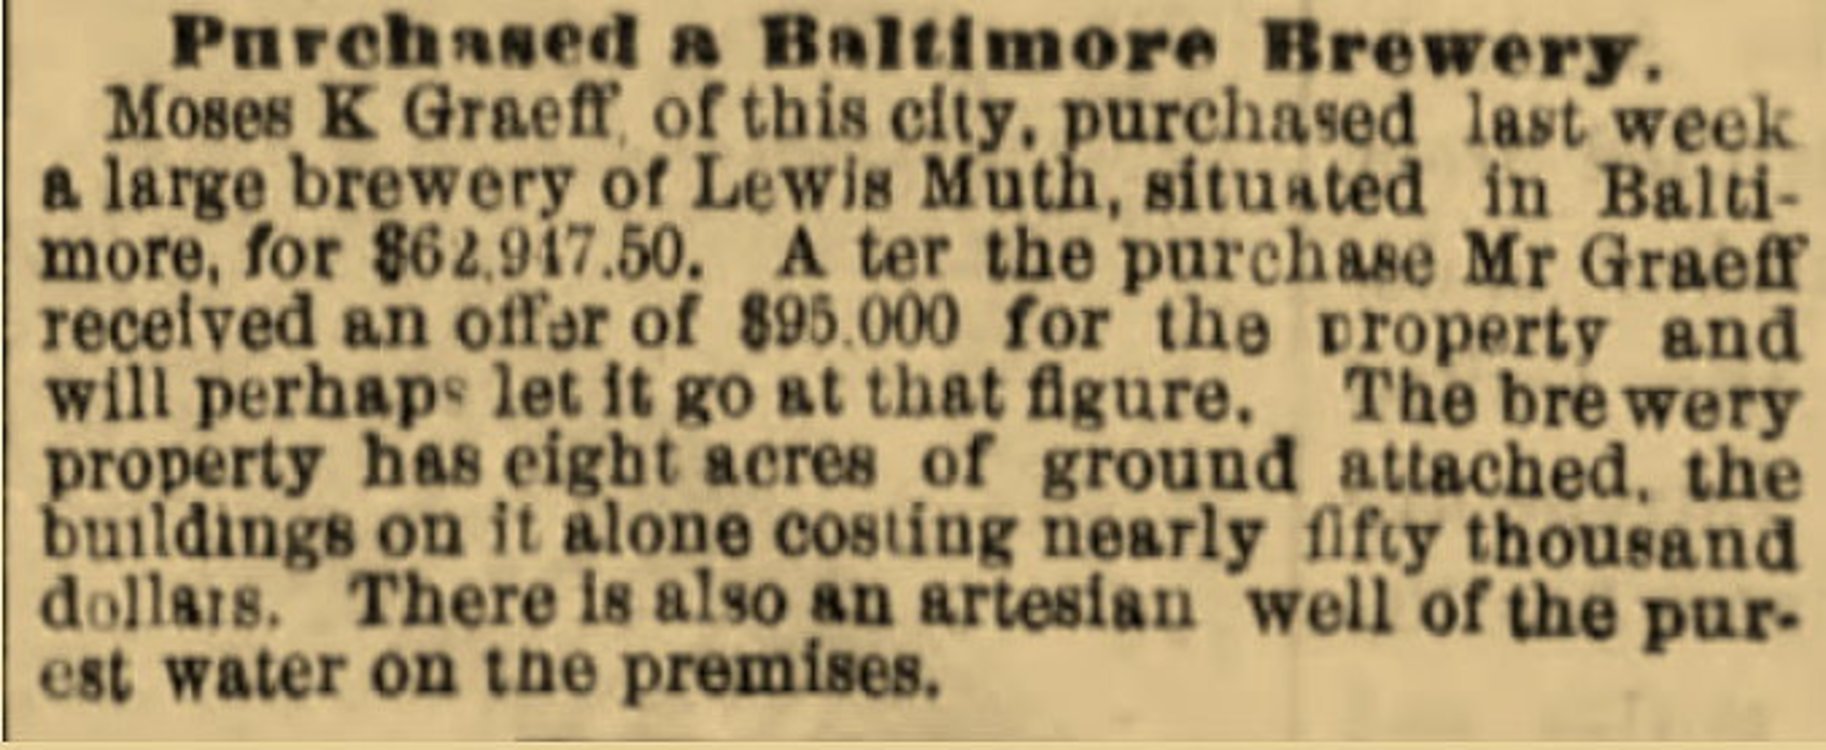 Purchased a Baltimore Brewery.
Moses K Graeff, of this city, purchased last week
a large brewery of Lewis Muth, situated in Balti-
more, for $62,947.50. A ter the purchase Mr Graeff
received an offer of $95.000 for the property and
will perhaps let it go at that figure. The bre wery
property has eight acres of ground attached, the
buildings on it alone costing nearly fifty thousand
dollars. There is also an artesian well of the pur-
est water on the premises.